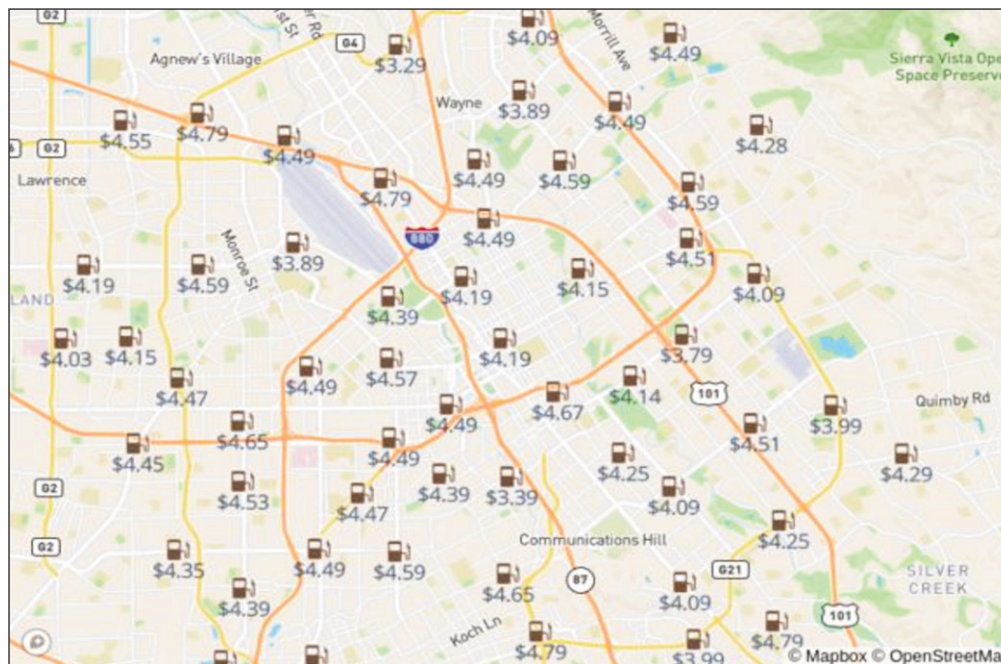 G2
$4.09
$4.49
Morrill Ave
G4
$3.29
Agnew's Village
Sierra Vista Ope
Space Preserve
Wayne
$3.89
$4.49
$4.55
$4.79
$4.49
$4.28
G2
Lawrence
$4.79
$4.49
$4.59
$4.59
880
$4.49
$4.51
Monroe St
$3.89
$4.19
$4.59
$4.19
$4.15
$4.09
LAND
$4.39
$4.03
$4.15
$4.57
$4.19
$3.79
$4.47
$4.49
$4.14
101
$4.67
Quimby Rd
$4.49
$3.99
$4.65
$4.51
$4.45
$4.49
$4.25
$4.29
G2
$4.53
$4.39
$3.39
$4.09
$4.47
$4.25
G2
Communications Hill
$4.35
$4.49
$4.59
$4.65
87
G21
SILVER
CREEK
$4.39
$4.09
101
Koch Ln
$4.79
$4.79
$3.99
© Mapbox © OpenStreetMa